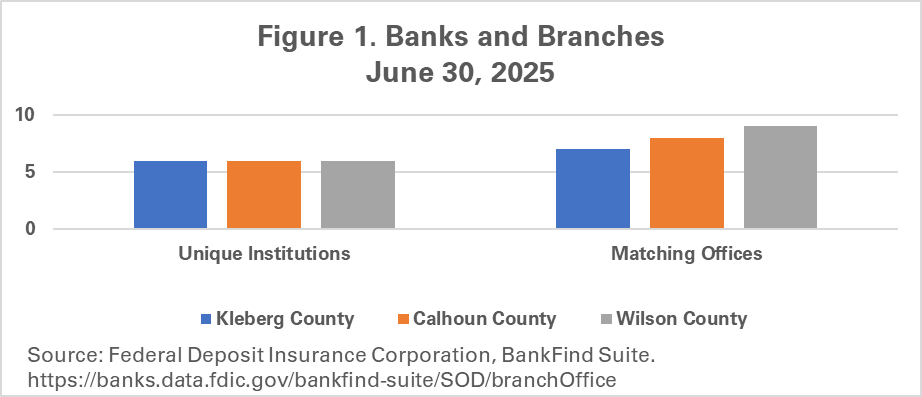 Figure 1. Banks and Branches
June 30, 2025
10
5
0
Unique Institutions
Matching Offices
Kleberg County
Calhoun County
Wilson County
Source: Federal Deposit Insurance Corporation, BankFind Suite.
https://banks.data.fdic.gov/bankfind-suite/SOD/branchOffice